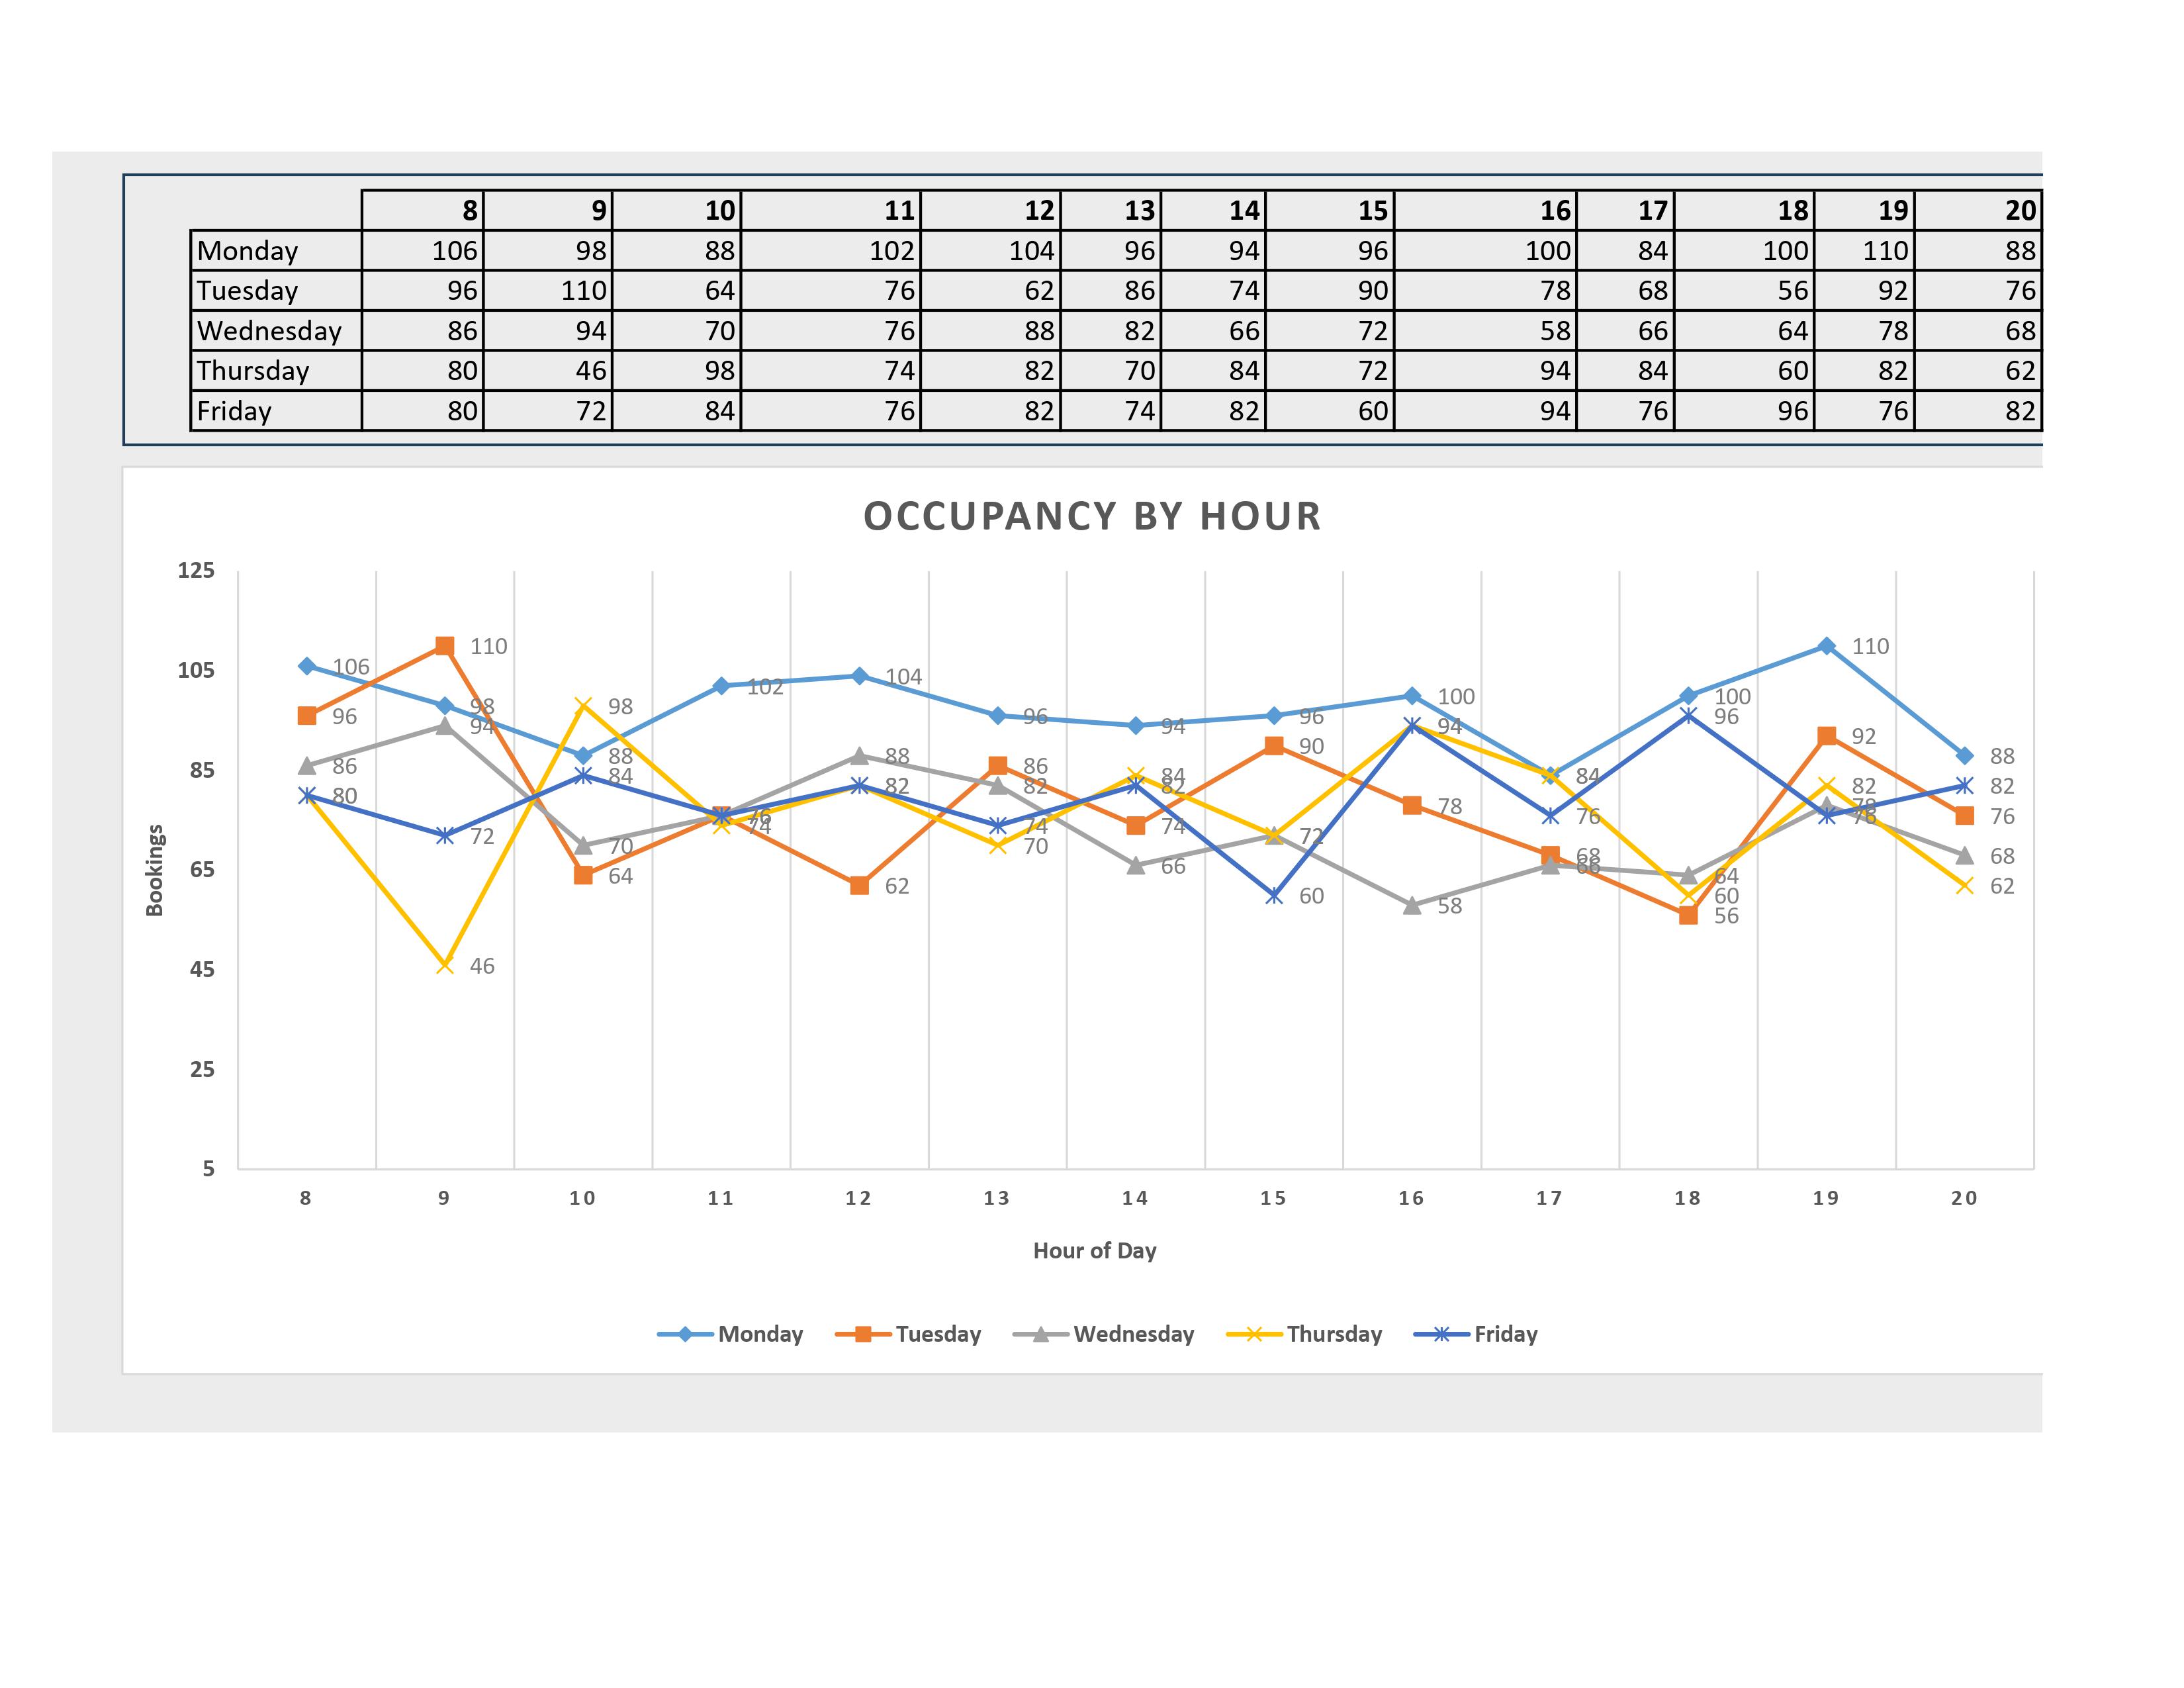 8 9 10 11 12 13 14 15 16 17 18 19 20
Monday 106 98 88 102 104 96 94 96 100 84 100 110 88
Tuesday 96 110 64 76 62 86 74 90 78 68 56 92 76
Wednesday 86 94 70 76 88 82 66 72 58 66 64 78 68
Thursday 80 46 98 74 82 70 84 72 94 84 60 82 62
Friday 80 72 84 76 82 74 82 60 94 76 96 76 82
OCCUPANCY BY HOUR
125
110 110
106 105 104
102 100 100
98 98 96 96 96 96
94 94 94 92
90
88 88 88
86 85 86
84 84 84
80 82 82 82 82 82
78 78
76 76 76 76
72 74 74 74 72
70 70
68 66 68
65 64 66 64
62 60 60 62
58 56
46
45
25
5
Bookings
8 9 10 11 12 13 14 15 16 17 18 19 20
Hour of Day
Monday Tuesday Wednesday Thursday Friday